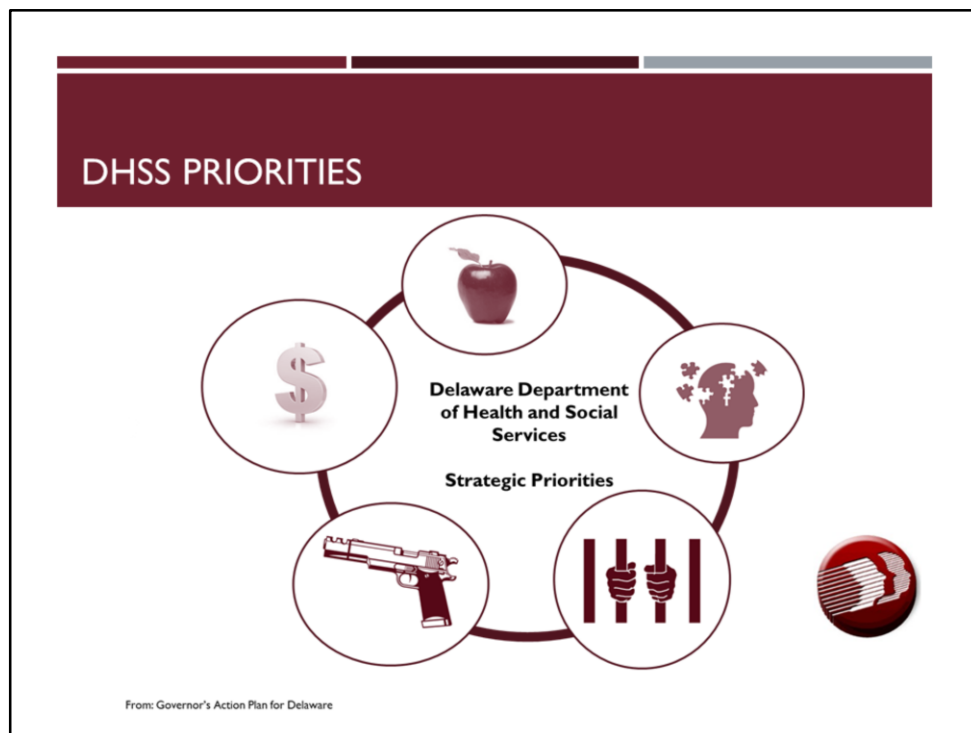 DHSS PRIORITIES
$
Delaware Department
of Health and Social
Services
Strategic Priorities
From: Governor's Action Plan for Delaware